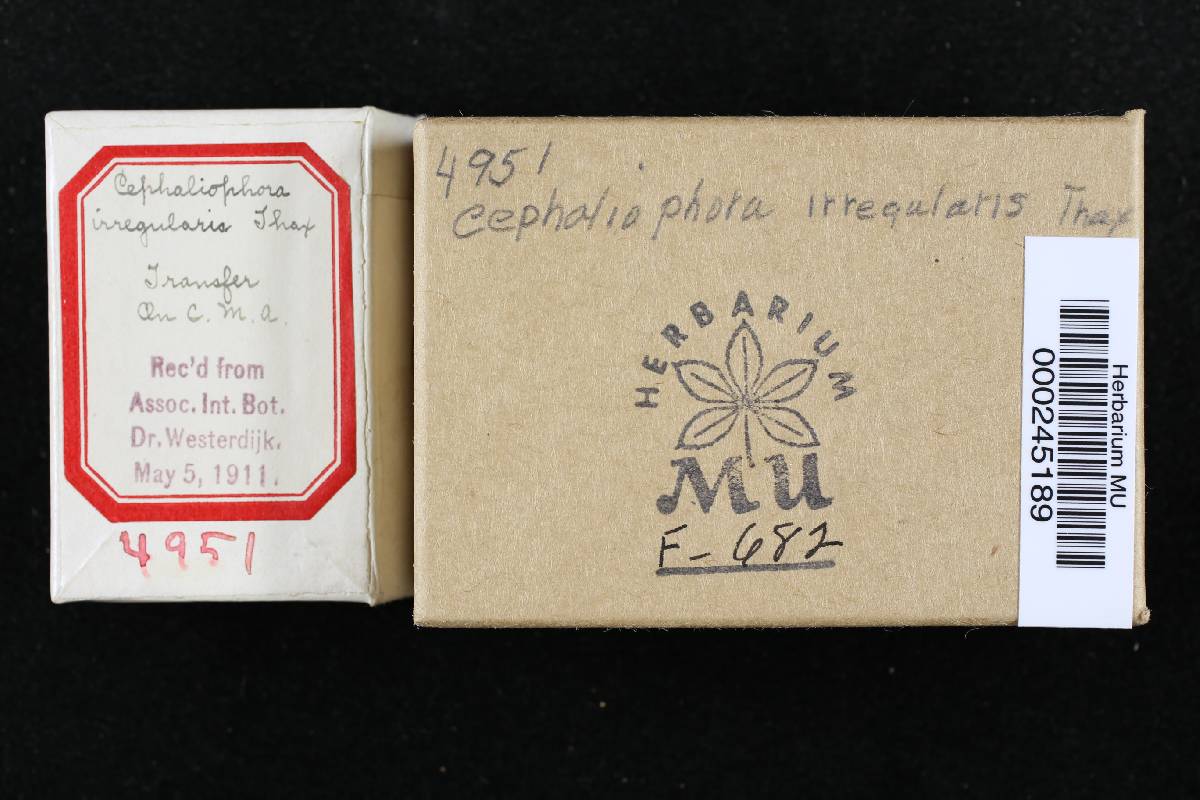 Cephaliophora
irregularis Thax
Transfer
On C. M. A.
Rec'd from
Assoc. Int. Bot.
Dr. Westerdijk.
May 5, 1911.
4951
4951
Cephaliophora irregularis Thax
HERBARIUM
MU
F-682
Herbarium MU
000245189